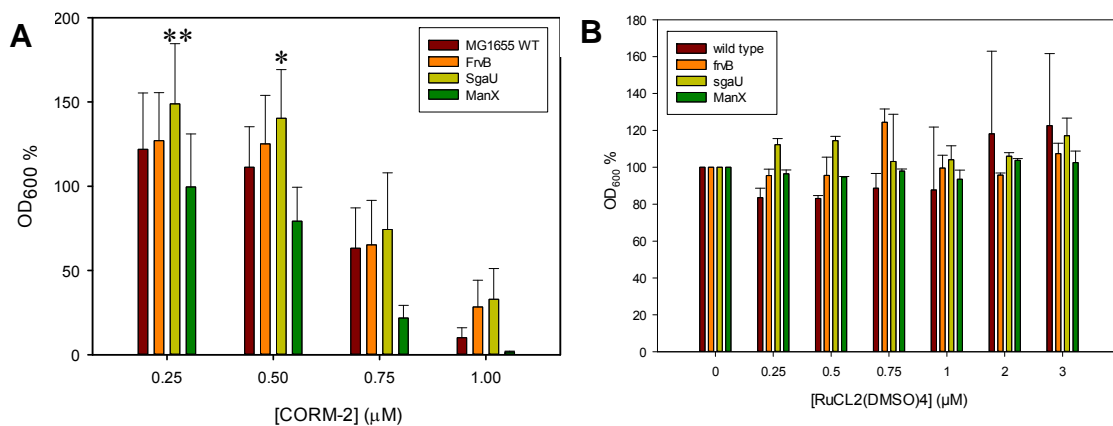 A
200
150
100
50
0
OD600 %
** *
MG1655 WT
FrvB
SgaU
ManX
0.25 0.50 0.75 1.00
[CORM-2] (μM)
B
180
160
140
120
100
80
60
40
20
0
OD600 %
wild type
frvB
sgaU
ManX
0 0.25 0.5 0.75 1 2 3
[RuCL2(DMSO)4] (μM)